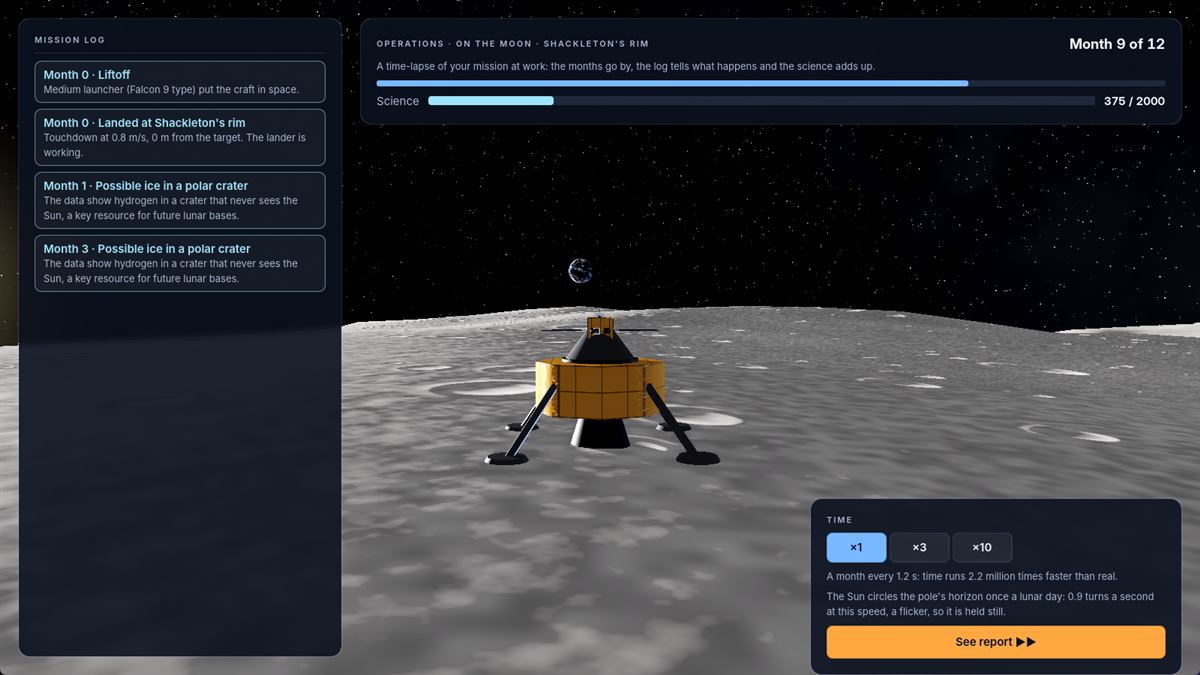 MISSION LOG
Month 0 · Liftoff
Medium launcher (Falcon 9 type) put the craft in space.
Month 0 · Landed at Shackleton's rim
Touchdown at 0.8 m/s, 0 m from the target. The lander is
working.
Month 1 · Possible ice in a polar crater
The data show hydrogen in a crater that never sees the
Sun, a key resource for future lunar bases.
Month 3 · Possible ice in a polar crater
The data show hydrogen in a crater that never sees the
Sun, a key resource for future lunar bases.
OPERATIONS · ON THE MOON · SHACKLETON'S RIM
Month 9 of 12
A time-lapse of your mission at work: the months go by, the log tells what happens and the science adds up.
Science 375 / 2000
TIME
×1 ×3 ×10
A month every 1.2 s: time runs 2.2 million times faster than real.
The Sun circles the pole's horizon once a lunar day: 0.9 turns a second
at this speed, a flicker, so it is held still.
See report ▶▶